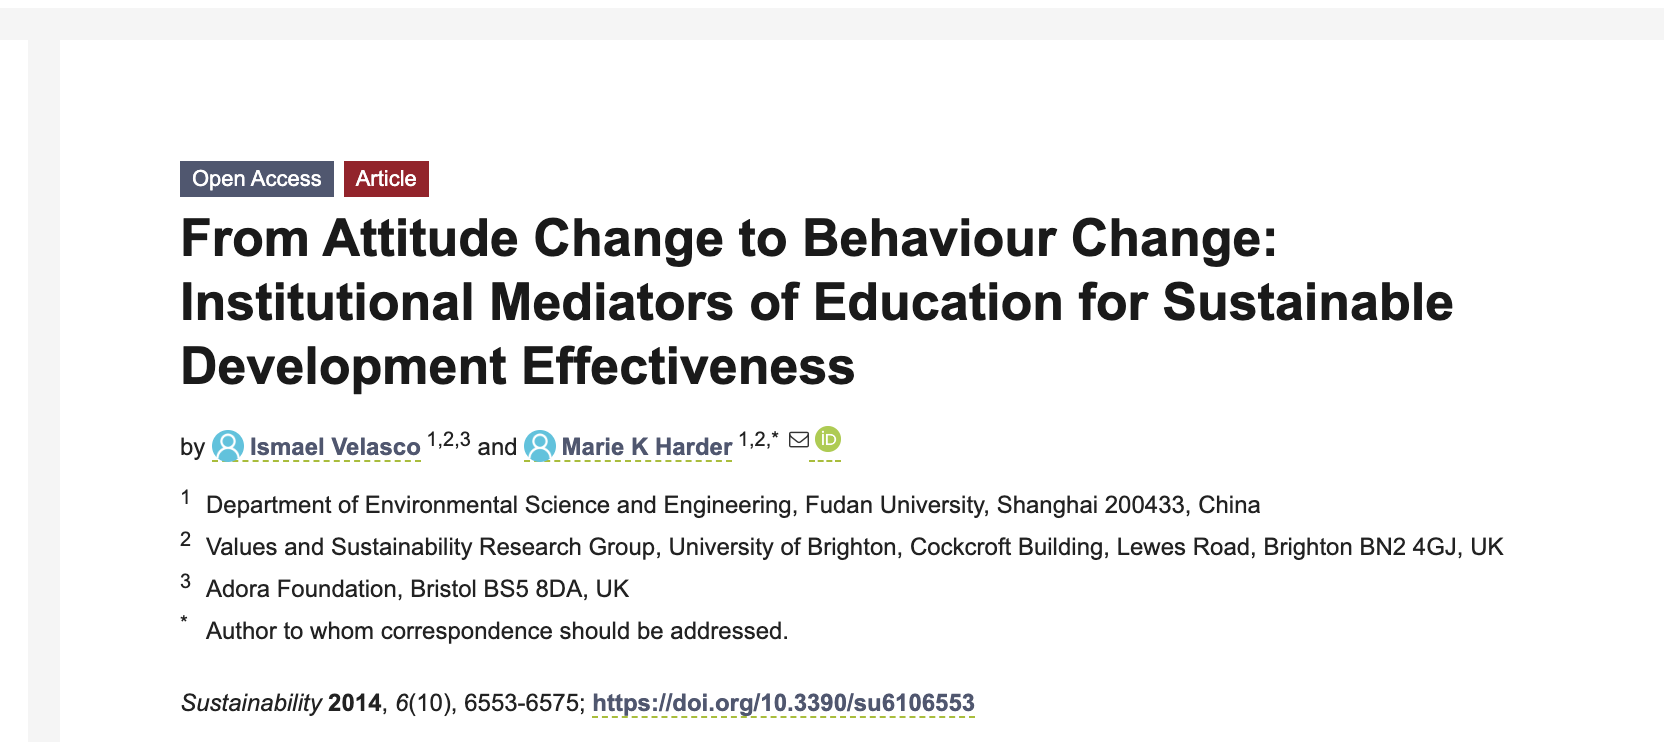 Open Access Article
From Attitude Change to Behaviour Change:
Institutional Mediators of Education for Sustainable
Development Effectiveness
by Ismael Velasco 1,2,3 and Marie K Harder 1,2,* iD
1 Department of Environmental Science and Engineering, Fudan University, Shanghai 200433, China
2 Values and Sustainability Research Group, University of Brighton, Cockcroft Building, Lewes Road, Brighton BN2 4GJ, UK
3 Adora Foundation, Bristol BS5 8DA, UK
* Author to whom correspondence should be addressed.
Sustainability 2014, 6(10), 6553-6575; https://doi.org/10.3390/su6106553